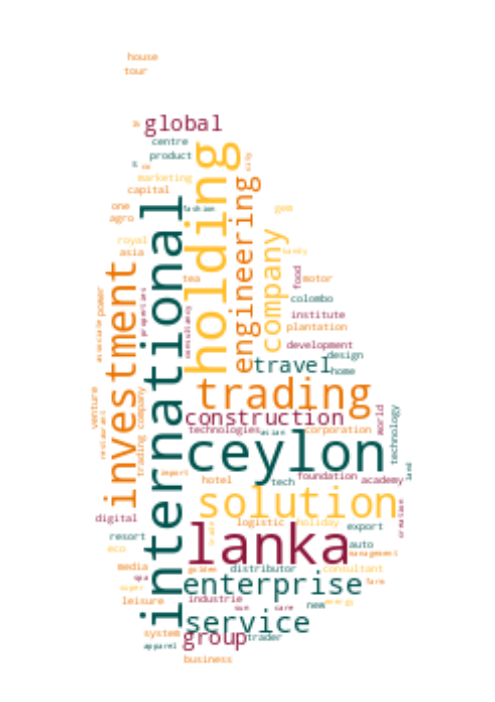 house
tour
global
centre
product
s
marketing
capital
holding
city
one
agro
fashion
gem
international
engineering
company
royal
asia
family
tea
food
motor
investment
power
properties
colombo
institute
plantation
consultancy
associate
development
design
travel
home
trading
venture
restaurant
trading company
construction
world
technology
technologies
asian
corporation
ceylon
land
import
hotel
tech
foundation
academy
solution
creation
digital
logistic
holiday
export
trade
resort
eco
lanka
auto
management
media
golden
distributor
consultant
spa
enterprise
farm
super
leisure
industrie
sun
care
new
energy
service
system
group
trader
apparel
business